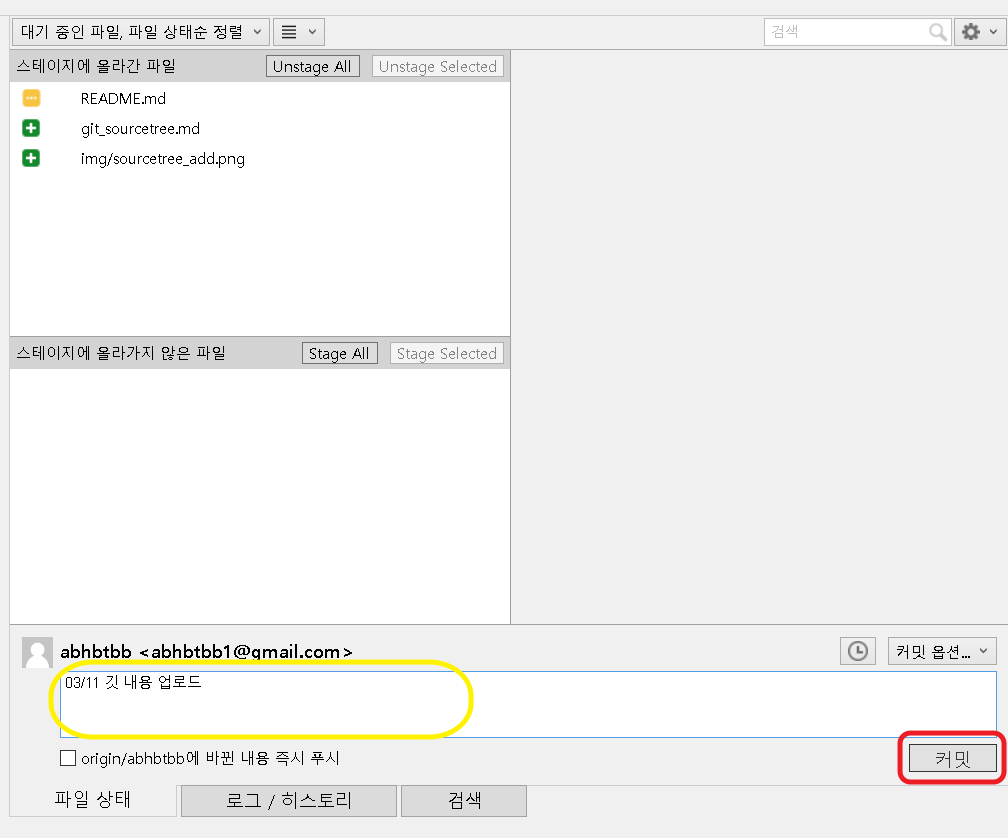 대기 중인 파일, 파일 상태순 정렬
검색
스테이지에 올라간 파일 Unstage All Unstage Selected
README.md
git_sourcetree.md
img/sourcetree_add.png
스테이지에 올라가지 않은 파일 Stage All Stage Selected
abhbtbb <abhbtbb1@gmail.com>
커밋 옵션...
03/11 깃 내용 업로드
origin/abhbtbb에 바뀐 내용 즉시 푸시
커밋
파일 상태 로그 / 히스토리 검색